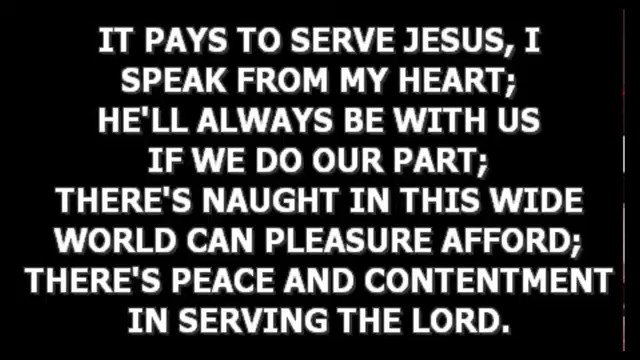 IT PAYS TO SERVE JESUS, I
SPEAK FROM MY HEART;
HE'LL ALWAYS BE WITH US
IF WE DO OUR PART;
THERE'S NAUGHT IN THIS WIDE
WORLD CAN PLEASURE AFFORD;
THERE'S PEACE AND CONTENTMENT
IN SERVING THE LORD.